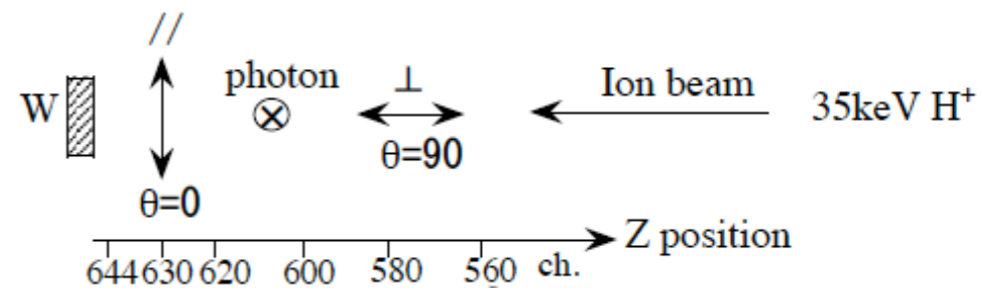 //
photon ⊥ Ion beam
W 35keV H⁺
θ=90
θ=0
Z position
644 630 620 600 580 560 ch.